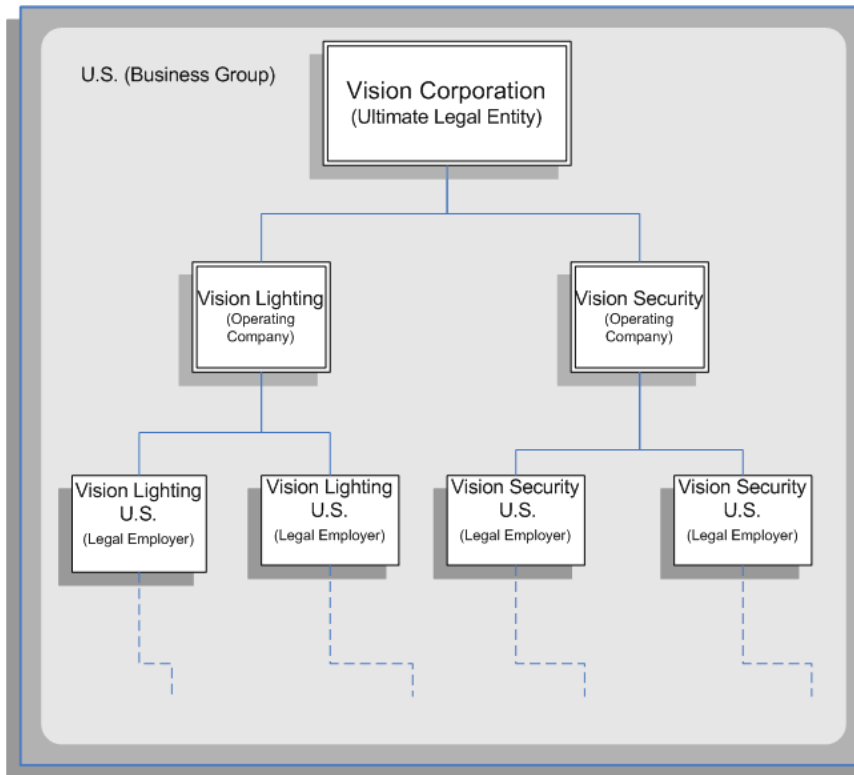 U.S. (Business Group)
Vision Corporation
(Ultimate Legal Entity)
Vision Lighting
(Operating
Company)
Vision Security
(Operating
Company)
Vision Lighting
U.S.
(Legal Employer)
Vision Lighting
U.S.
(Legal Employer)
Vision Security
U.S.
(Legal Employer)
Vision Security
U.S.
(Legal Employer)